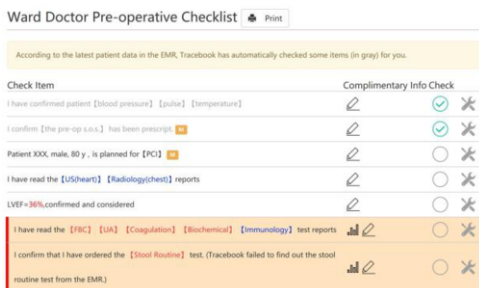 Ward Doctor Pre-operative Checklist Print
According to the latest patient data in the EMR, Tracebook has automatically checked some items (in gray) for you.
Check Item Complimentary Info Check
I have confirmed patient【blood pressure】【pulse】【temperature】
I confirm【the pre-op s.o.s.】has been prescript. M
Patient XXX, male, 80 y , is planned for【PCI】 M
I have read the【US(heart)】【Radiology(chest)】reports
LVEF=36%,confirmed and considered
I have read the【FBC】【UA】【Coagulation】【Biochemical】【Immunology】test reports
I confirm that I have ordered the【Stool Routine】test. (Tracebook failed to find out the stool
routine test from the EMR.)